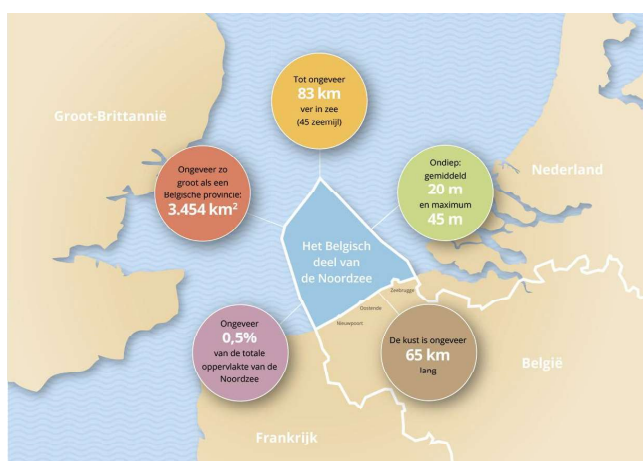 Tot ongeveer
83 km
ver in zee
(45 zeemijl)
Groot-Brittannië
Ongeveer zo
groot als een
Belgische provincie:
3.454 km²
Ondiep:
gemiddeld
20 m
en maximum
45 m
Nederland
Het Belgisch
deel van
de Noordzee
Zeebrugge
Oostende
Nieuwpoort
Ongeveer
0,5%
van de totale
oppervlakte van de
Noordzee
De kust is ongeveer
65 km
lang
België
Frankrijk